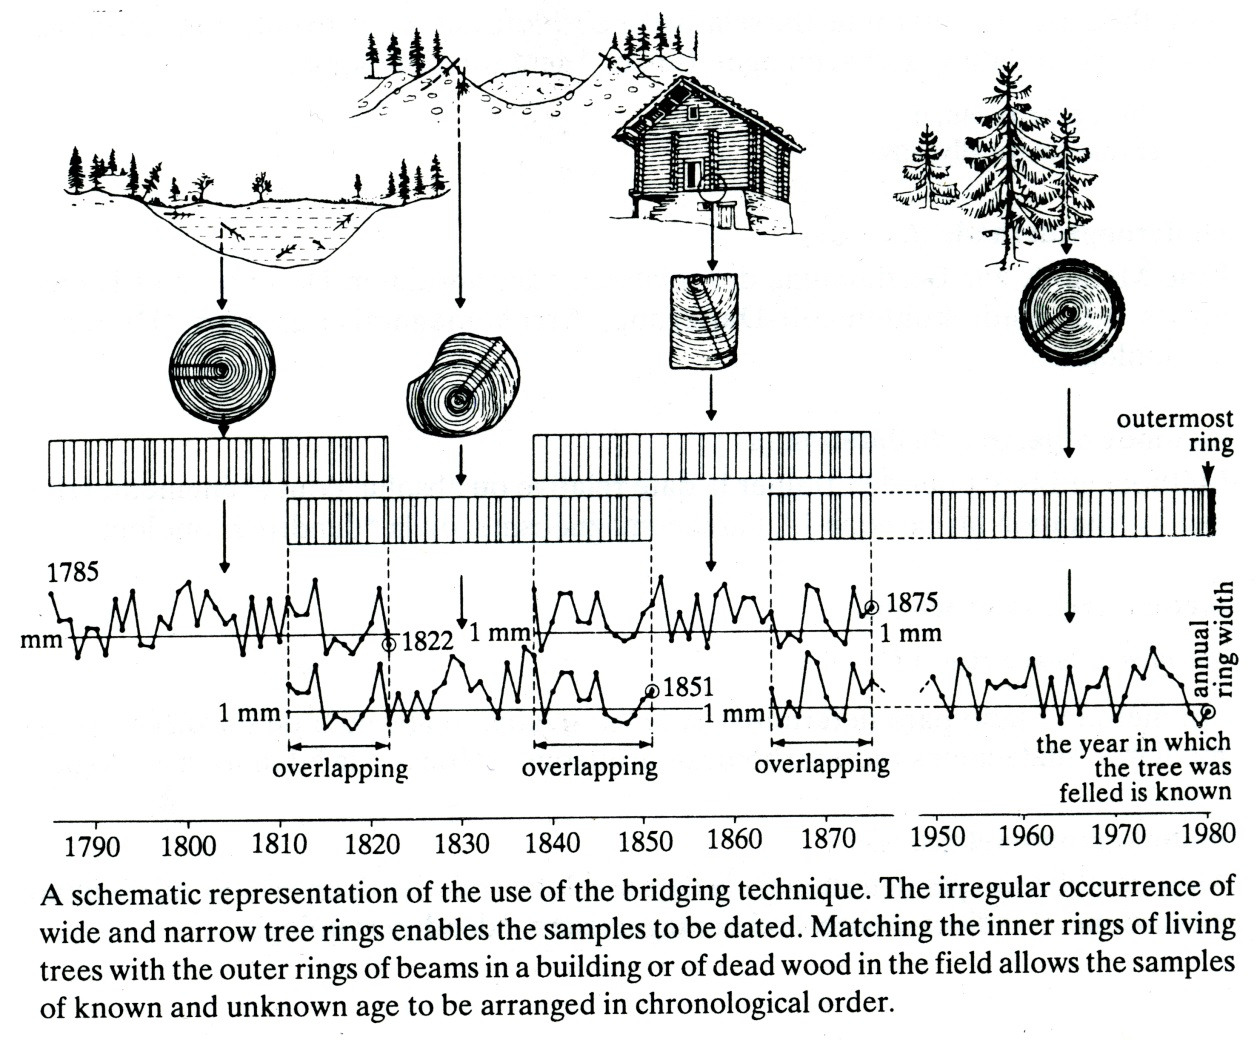 outermost
ring
1785
mm
1822
1 mm
1875
1 mm
annual
ring width
1 mm
1851
1 mm
overlapping
overlapping
overlapping
the year in which
the tree was
felled is known
1790 1800 1810 1820 1830 1840 1850 1860 1870 1950 1960 1970 1980
A schematic representation of the use of the bridging technique. The irregular occurrence of
wide and narrow tree rings enables the samples to be dated. Matching the inner rings of living
trees with the outer rings of beams in a building or of dead wood in the field allows the samples
of known and unknown age to be arranged in chronological order.